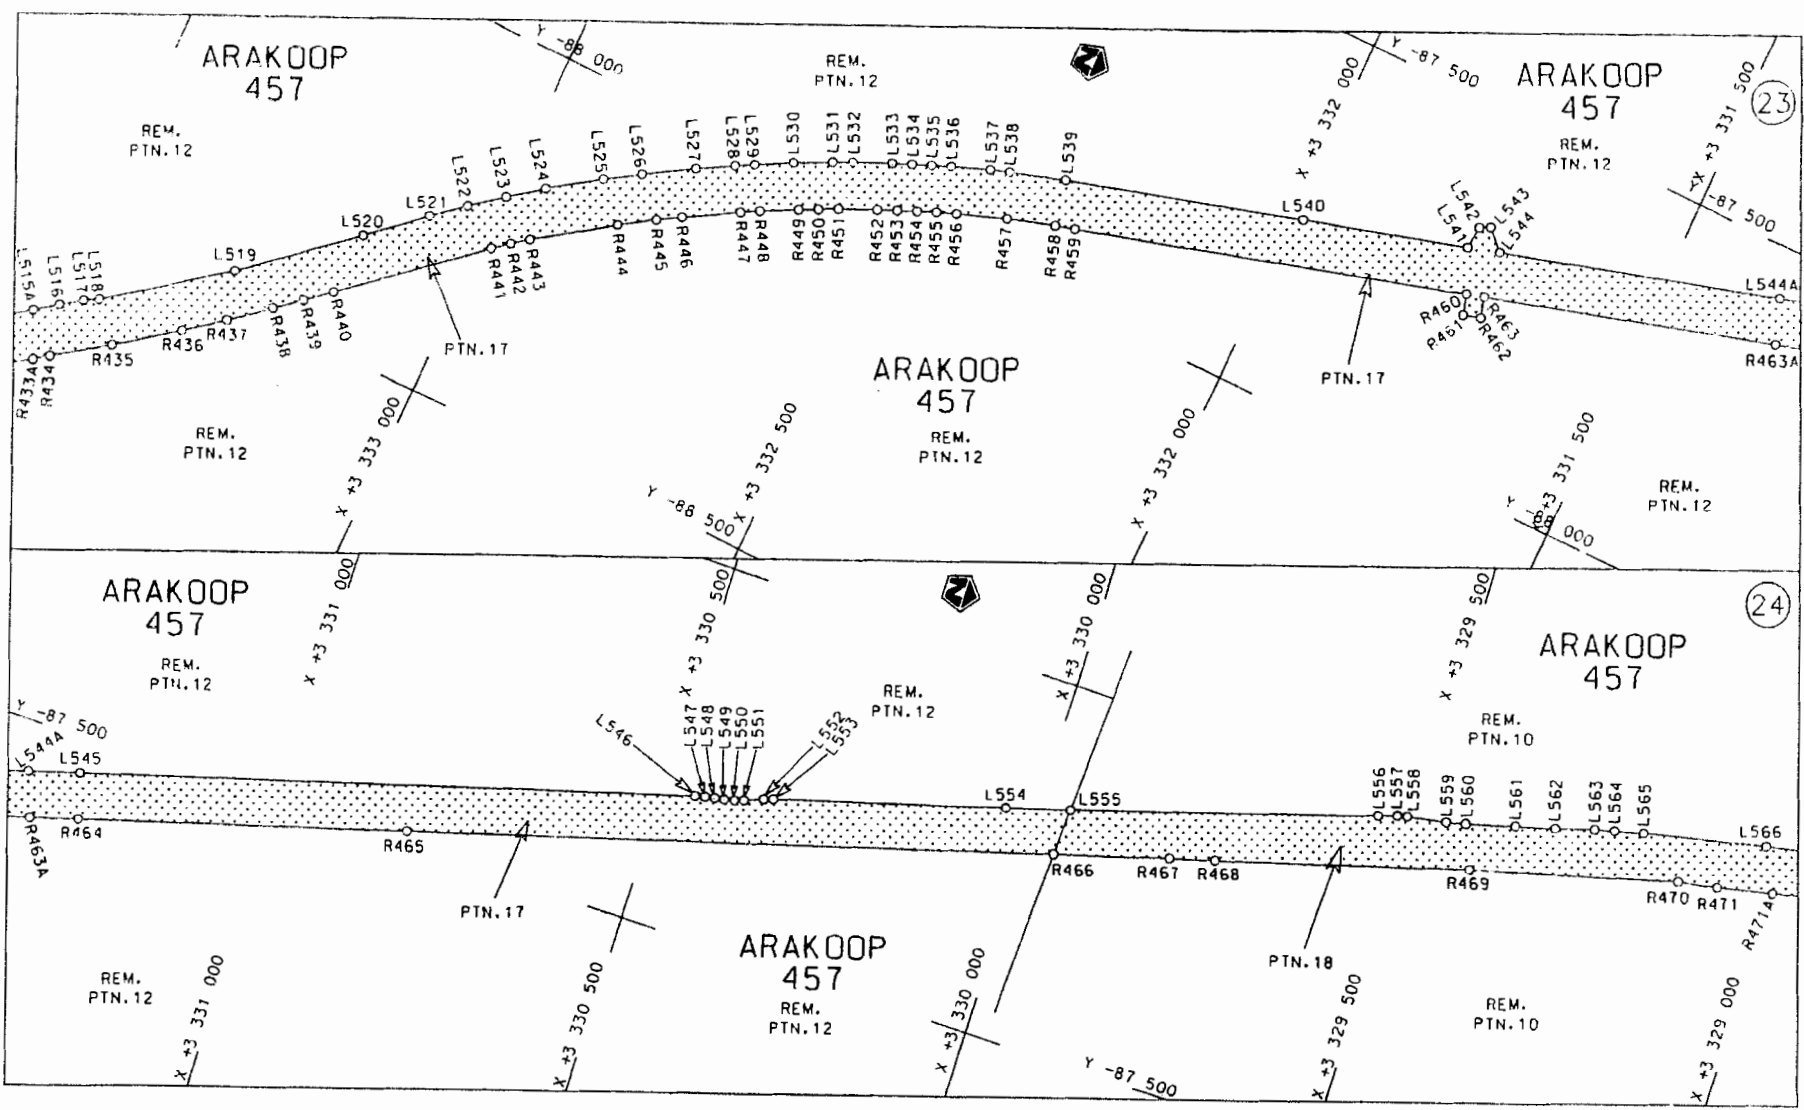 ARAKOOP
457
REM.
PTN.12
Y -88 000
REM.
PTN.12
N
X +3 332 000
Y -87 500
ARAKOOP
457
REM.
PTN.12
X +3 331 500
Y -87 500
23
L515A
L516
L517
L518
L519
L520
L521
L522
L523
L524
L525
L526
L527
L528
L529
L530
L531
L532
L533
L534
L535
L536
L537
L538
L539
L540
L541
L542
L543
L544
L544A
R433A
R434
R435
R436
R437
R438
R439
R440
R441
R442
R443
R444
R445
R446
R447
R448
R449
R450
R451
R452
R453
R454
R455
R456
R457
R458
R459
R460
R461
R462
R463
R463A
PTN.17
PTN.17
ARAKOOP
457
REM.
PTN.12
REM.
PTN.12
X +3 333 000
Y -88 500
X +3 332 500
X +3 332 000
X +3 331 500
Y -88 000
REM.
PTN.12
ARAKOOP
457
REM.
PTN.12
X +3 331 000
X +3 330 500
N
X +3 330 000
X +3 329 500
24
ARAKOOP
457
REM.
PTN.10
REM.
PTN.12
Y -87 500
L544A
L545
L546
L547
L548
L549
L550
L551
L552
L553
L554
L555
L556
L557
L558
L559
L560
L561
L562
L563
L564
L565
L566
R463A
R464
R465
R466
R467
R468
R469
R470
R471
R471A
PTN.17
PTN.18
ARAKOOP
457
REM.
PTN.12
REM.
PTN.12
REM.
PTN.10
X +3 331 000
X +3 330 500
X +3 330 000
Y -87 500
X +3 329 500
X +3 329 000